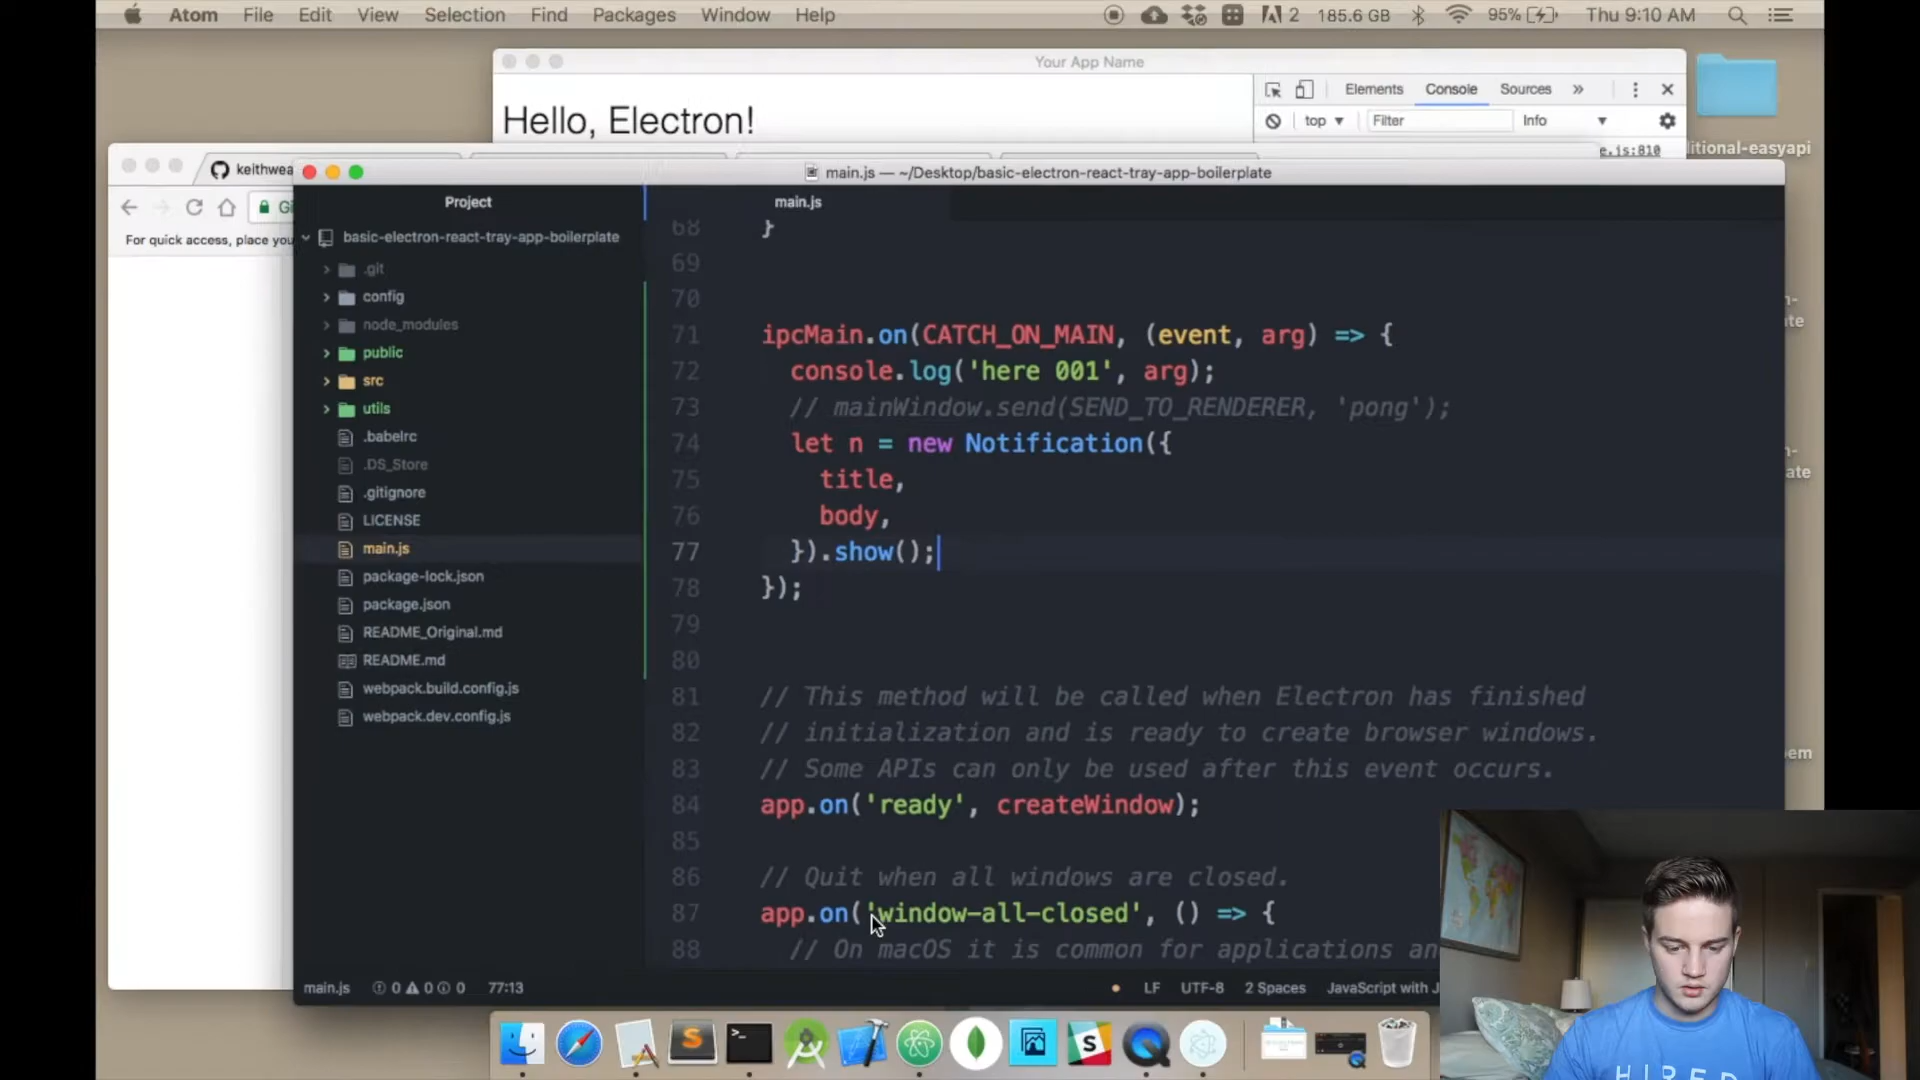 Atom File Edit View Selection Find Packages Window Help 2 185.6 GB 95% Thu 9:10 AM
Your App Name
Elements Console Sources »
Hello, Electron!
top ▼ Filter Info ▼
e.js:810
itional-easyapi
keithwea
main.js — ~/Desktop/basic-electron-react-tray-app-boilerplate
Project
main.js
For quick access, place you
basic-electron-react-tray-app-boilerplate
.git
config
node_modules
public
src
utils
.babelrc
.DS_Store
.gitignore
LICENSE
main.js
package-lock.json
package.json
README_Original.md
README.md
webpack.build.config.js
webpack.dev.config.js
68 }
69
70
71 ipcMain.on(CATCH_ON_MAIN, (event, arg) => {
72 console.log('here 001', arg);
73 // mainWindow.send(SEND_TO_RENDERER, 'pong');
74 let n = new Notification({
75 title,
76 body,
77 }).show();
78 });
79
80
81 // This method will be called when Electron has finished
82 // initialization and is ready to create browser windows.
83 // Some APIs can only be used after this event occurs.
84 app.on('ready', createWindow);
85
86 // Quit when all windows are closed.
87 app.on('window-all-closed', () => {
88 // On macOS it is common for applications an
main.js 0 0 0 77:13 LF UTF-8 2 Spaces JavaScript with J
HIRED